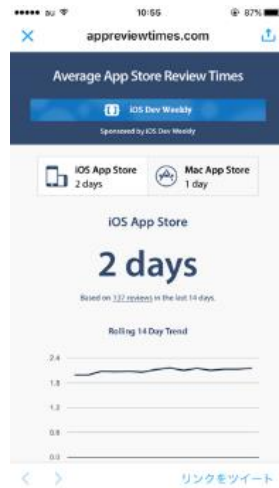 au 10:55 87%
appreviewtimes.com
Average App Store Review Times
iOS Dev Weekly
Sponsored by iOS Dev Weekly
iOS App Store
2 days
Mac App Store
1 day
iOS App Store
2 days
Based on 137 reviews in the last 14 days.
Rolling 14 Day Trend
2.4
1.8
1.2
0.6
0.0
リンクをツイート